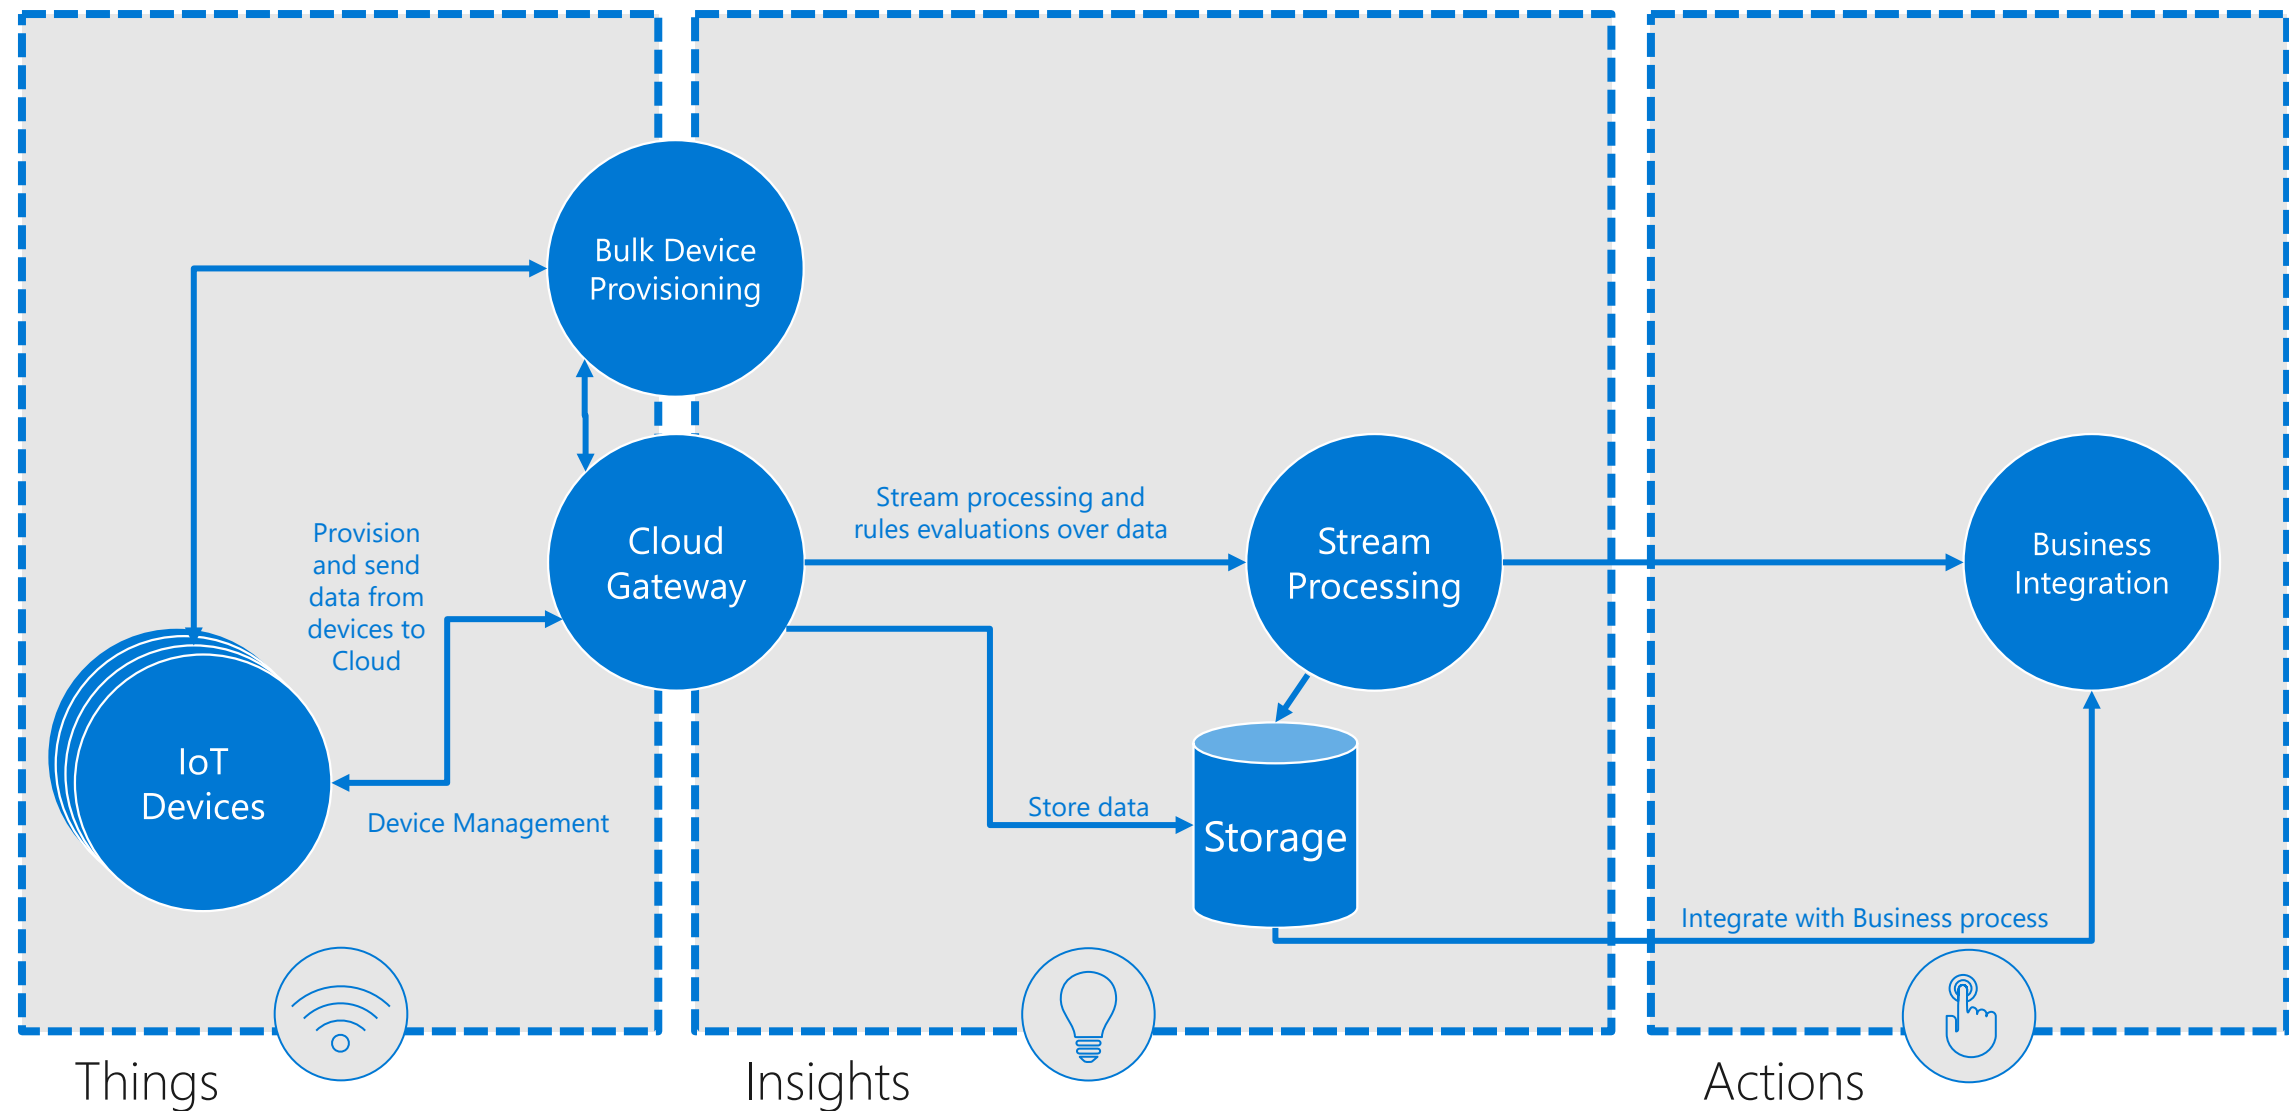 Bulk Device
Provisioning
Provision
and send
data from
devices to
Cloud
Cloud
Gateway
Stream processing and
rules evaluations over data
Stream
Processing
Business
Integration
IoT
Devices
Device Management
Store data
Storage
Integrate with Business process
Things
Insights
Actions